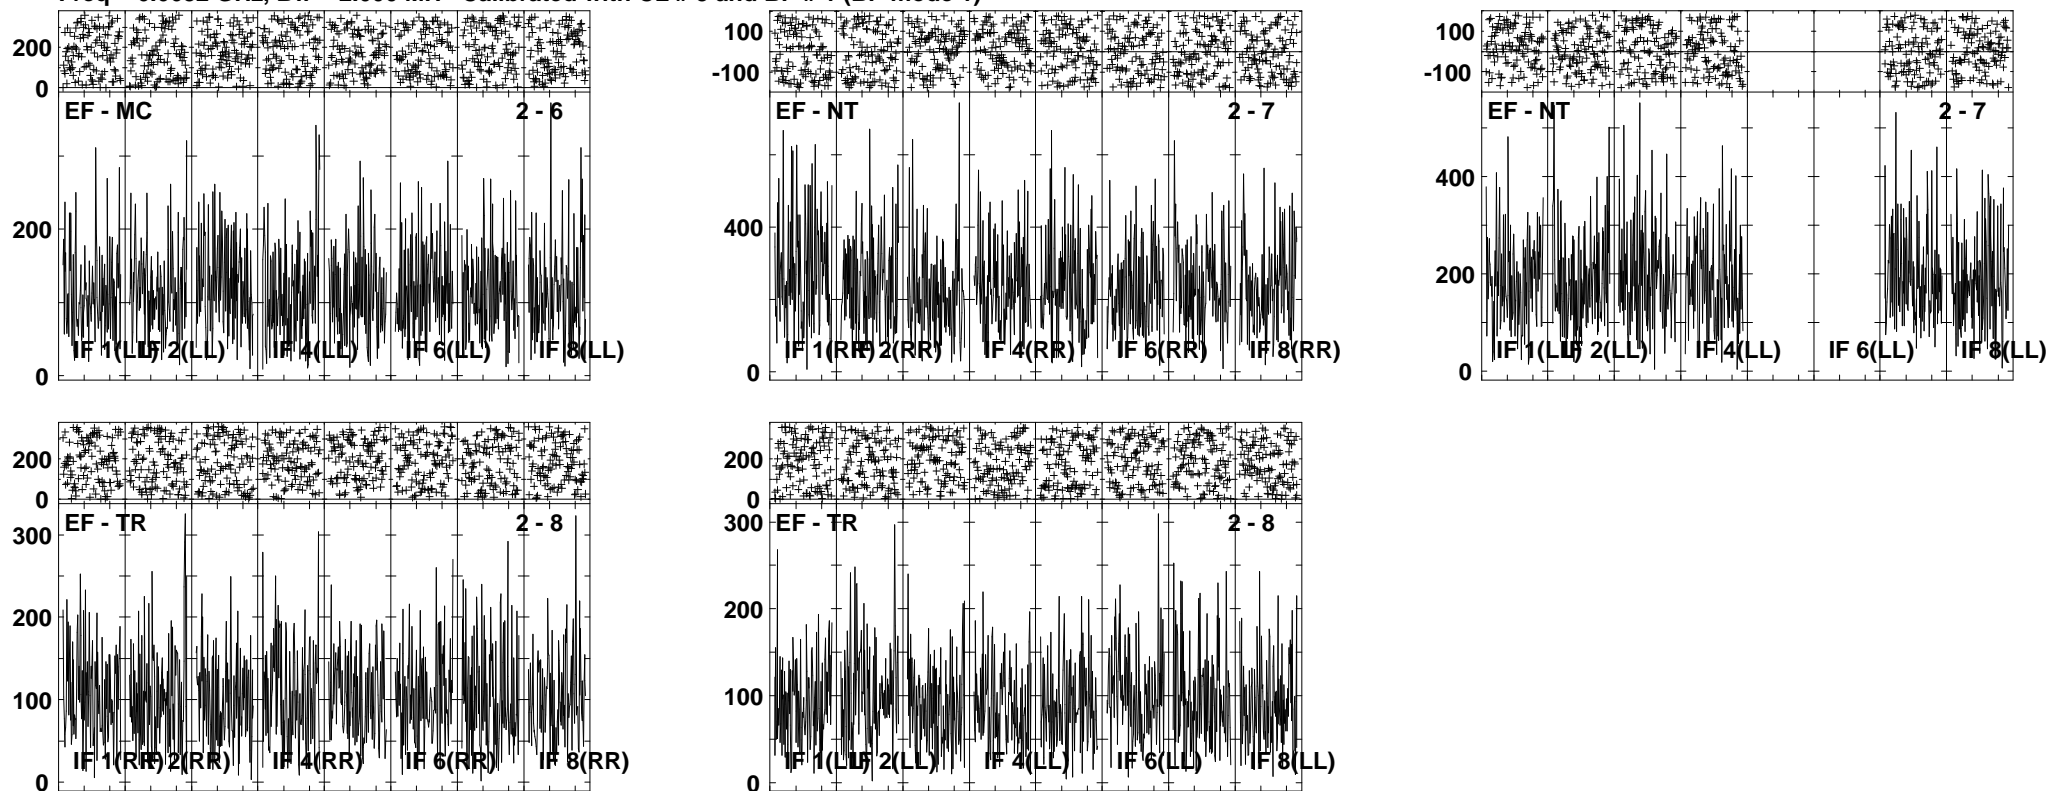 200
0
EF - MC 2 - 6
200
0
IF 1(LL) IF 2(LL) IF 4(LL) IF 6(LL) IF 8(LL)
100
-100
EF - NT 2 - 7
400
0
IF 1(RR) IF 2(RR) IF 4(RR) IF 6(RR) IF 8(RR)
100
-100
EF - NT 2 - 7
400
200
0
IF 1(LL) IF 2(LL) IF 4(LL) IF 6(LL) IF 8(LL)
200
0
EF - TR 2 - 8
300
200
100
0
IF 1(RR) IF 2(RR) IF 4(RR) IF 6(RR) IF 8(RR)
200
0
EF - TR 2 - 8
300
200
100
0
IF 1(LL) IF 2(LL) IF 4(LL) IF 6(LL) IF 8(LL)